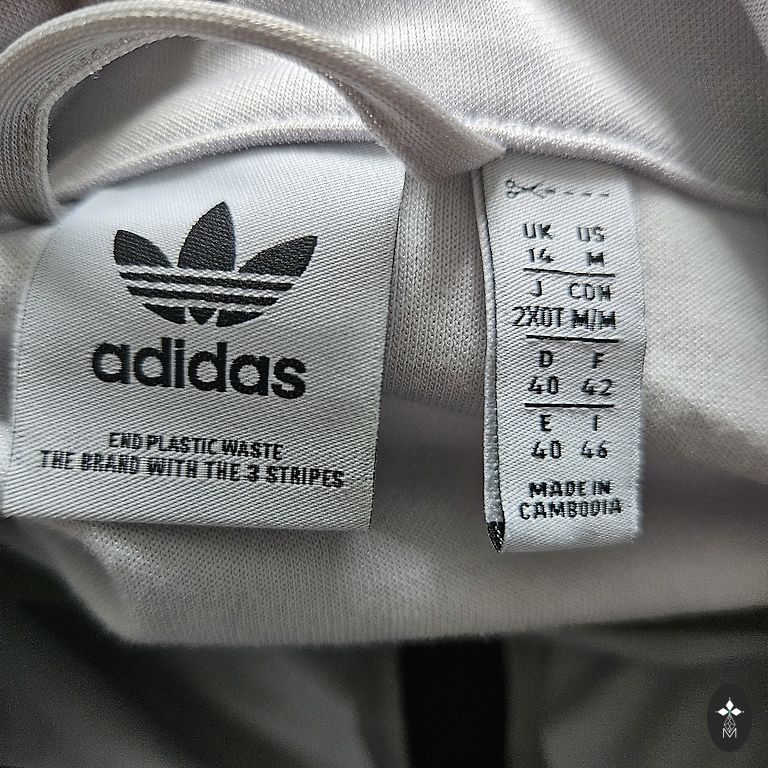 adidas
END PLASTIC WASTE
THE BRAND WITH THE 3 STRIPES
UK US
14 M
J CDN
2XOT M/M
D F
40 42
E I
40 46
MADE IN
CAMBODIA
M